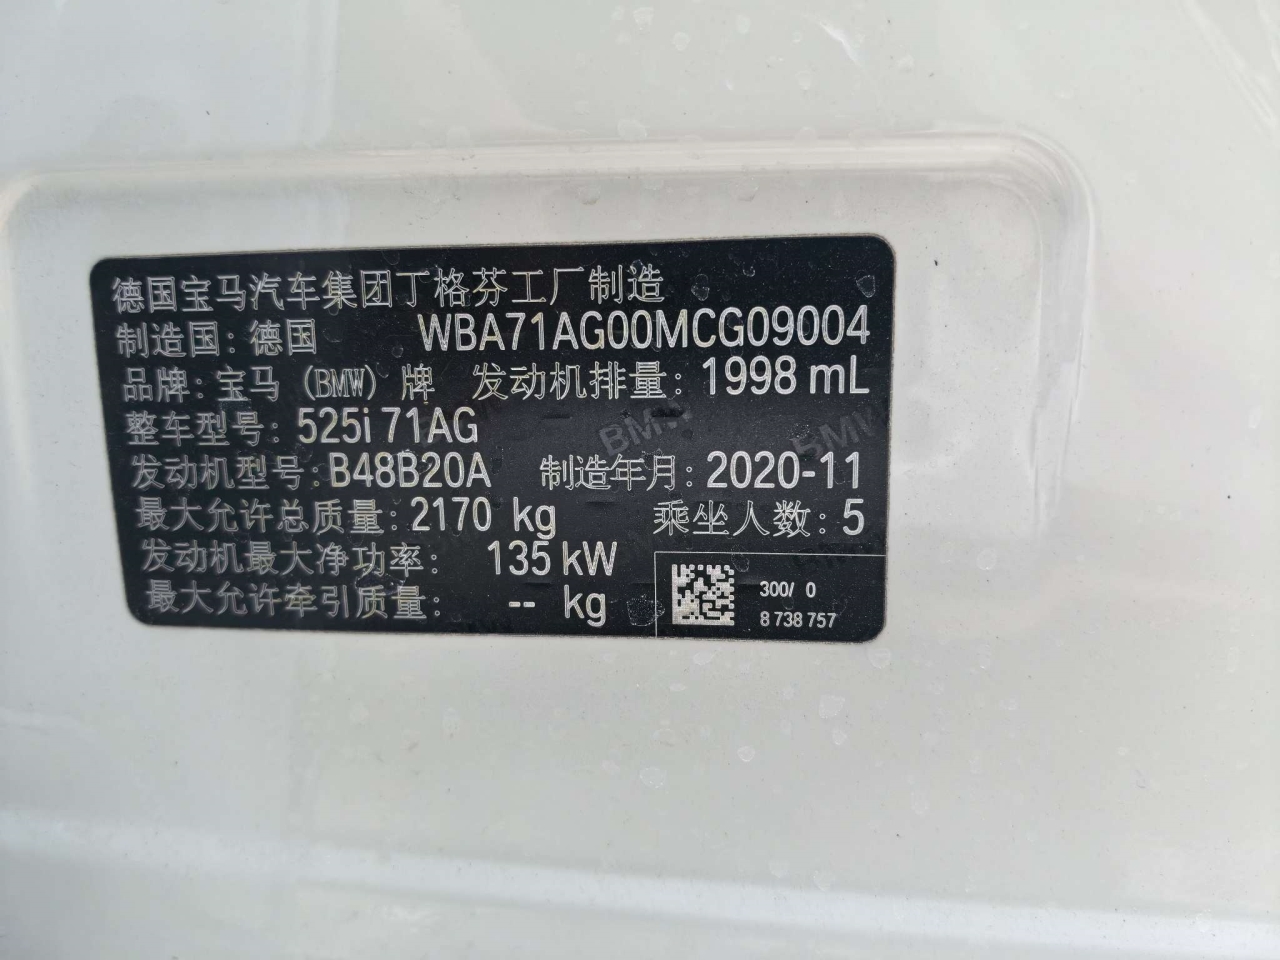 德国宝马汽车集团丁格芬工厂制造
制造国: 德国 WBA71AG00MCG09004
品牌: 宝马 (BMW) 牌 发动机排量: 1998 mL
整车型号: 525i 71AG
发动机型号: B48B20A 制造年月: 2020-11
最大允许总质量: 2170 kg 乘坐人数: 5
发动机最大净功率: 135 kW
最大允许牵引质量: -- kg
300/ 0
8 738 757
BMW
BMW